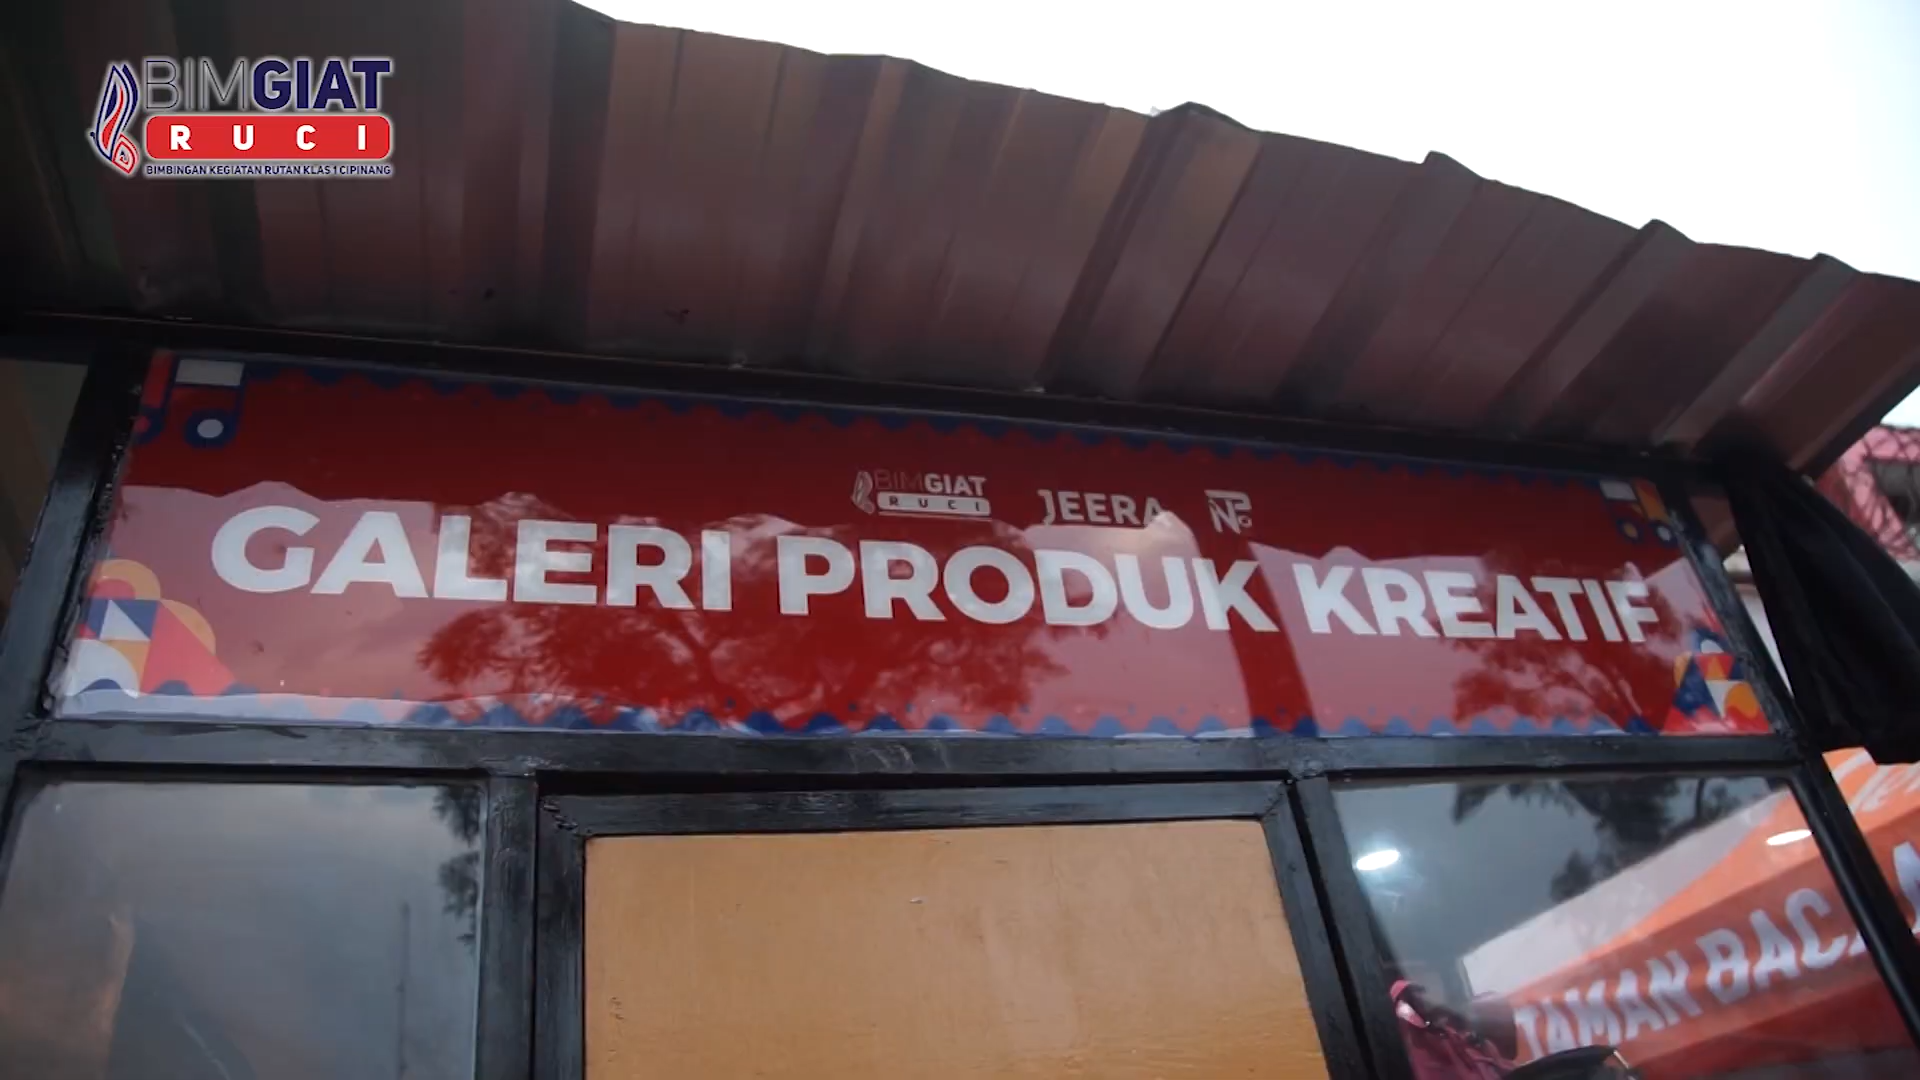 BIMGIAT
RUCI
BIMBINGAN KEGIATAN RUTAN KLAS 1 CIPINANG
BIMGIAT
RUCI
JEERA
GALERI PRODUK KREATIF
TAMAN BACA